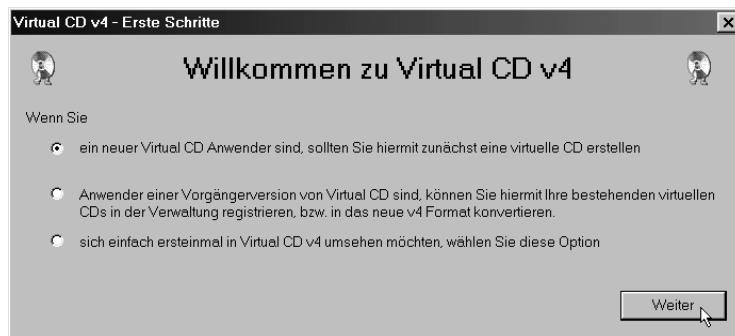 Virtual CD v4 - Erste Schritte
Willkommen zu Virtual CD v4
Wenn Sie
ein neuer Virtual CD Anwender sind, sollten Sie hiermit zunächst eine virtuelle CD erstellen
Anwender einer Vorgängerversion von Virtual CD sind, können Sie hiermit Ihre bestehenden virtuellen
CDs in der Verwaltung registrieren, bzw. in das neue v4 Format konvertieren.
sich einfach ersteinmal in Virtual CD v4 umsehen möchten, wählen Sie diese Option
Weiter